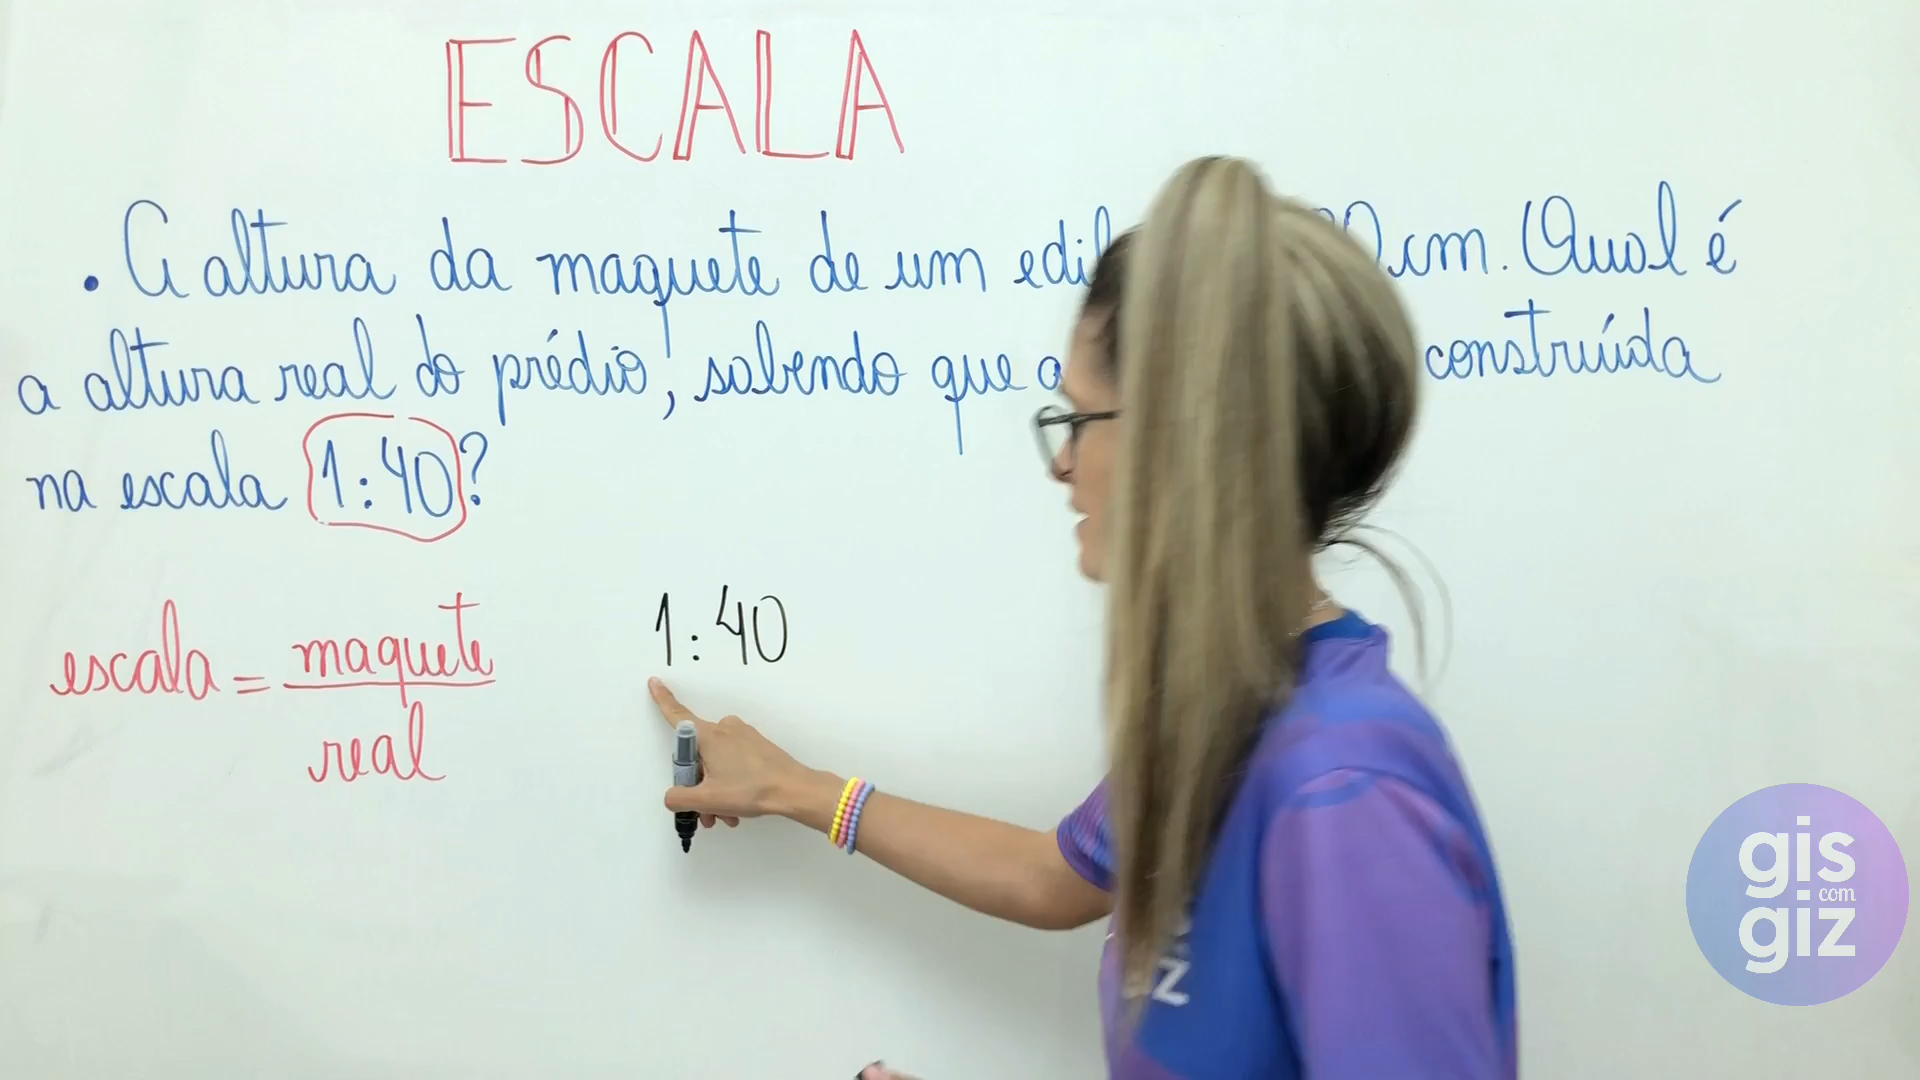 ESCALA
. A altura da maquete de um cm. Qual é
a altura real do prédio, sabendo que a construída
na escala 1:40?
escala = maquete
real
1:40
gis
com
giz